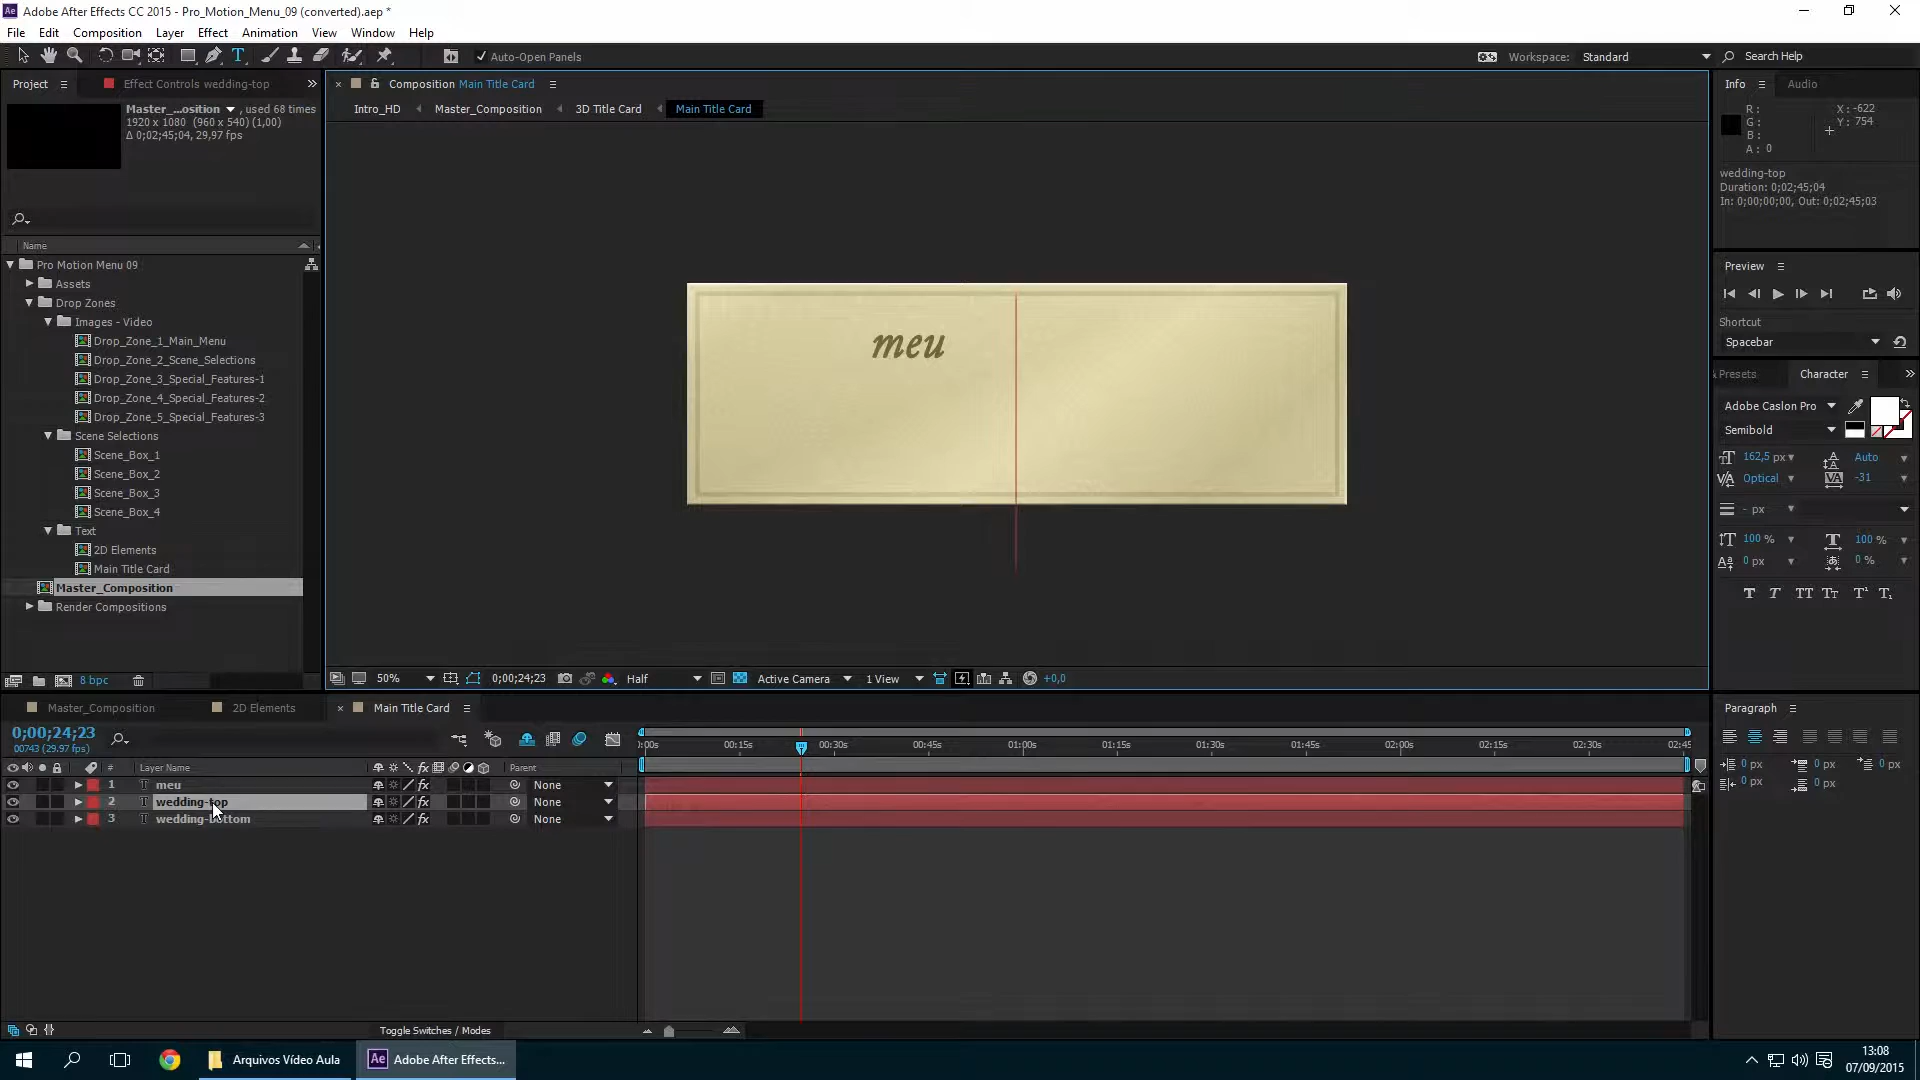 Adobe After Effects CC 2015 - Pro_Motion_Menu_09 (converted).aep *
File Edit Composition Layer Effect Animation View Window Help
Auto-Open Panels Workspace: Standard Search Help
Project Effect Controls wedding-top
Master_...osition , used 68 times
1920 x 1080 (960 x 540) (1,00)
Δ 0;02;45;04, 29,97 fps
Name
Pro Motion Menu 09
Assets
Drop Zones
Images - Video
Drop_Zone_1_Main_Menu
Drop_Zone_2_Scene_Selections
Drop_Zone_3_Special_Features-1
Drop_Zone_4_Special_Features-2
Drop_Zone_5_Special_Features-3
Scene Selections
Scene_Box_1
Scene_Box_2
Scene_Box_3
Scene_Box_4
Text
2D Elements
Main Title Card
Master_Composition
Render Compositions
8 bpc
Composition Main Title Card
Intro_HD Master_Composition 3D Title Card Main Title Card
meu
50% 0;00;24;23 Half Active Camera 1 View +0,0
Info Audio
R : X : -622
G : Y : 754
B :
A : 0
wedding-top
Duration: 0;02;45;04
In: 0;00;00;00, Out: 0;02;45;03
Preview
Shortcut
Spacebar
Presets Character
Adobe Caslon Pro
Semibold
162,5 px Auto
Optical -31
- px
100 % 100 %
0 px 0 %
T T TT Tt T¹ T₁
Paragraph
0 px 0 px 0 px
0 px 0 px
Master_Composition 2D Elements Main Title Card
0;00;24;23
00743 (29.97 fps)
):00s 00:15s 00:30s 00:45s 01:00s 01:15s 01:30s 01:45s 02:00s 02:15s 02:30s 02:45
# Layer Name Parent
1 meu None
2 wedding-top None
3 wedding-bottom None
Toggle Switches / Modes
Arquivos Vídeo Aula Adobe After Effects...
13:08
07/09/2015